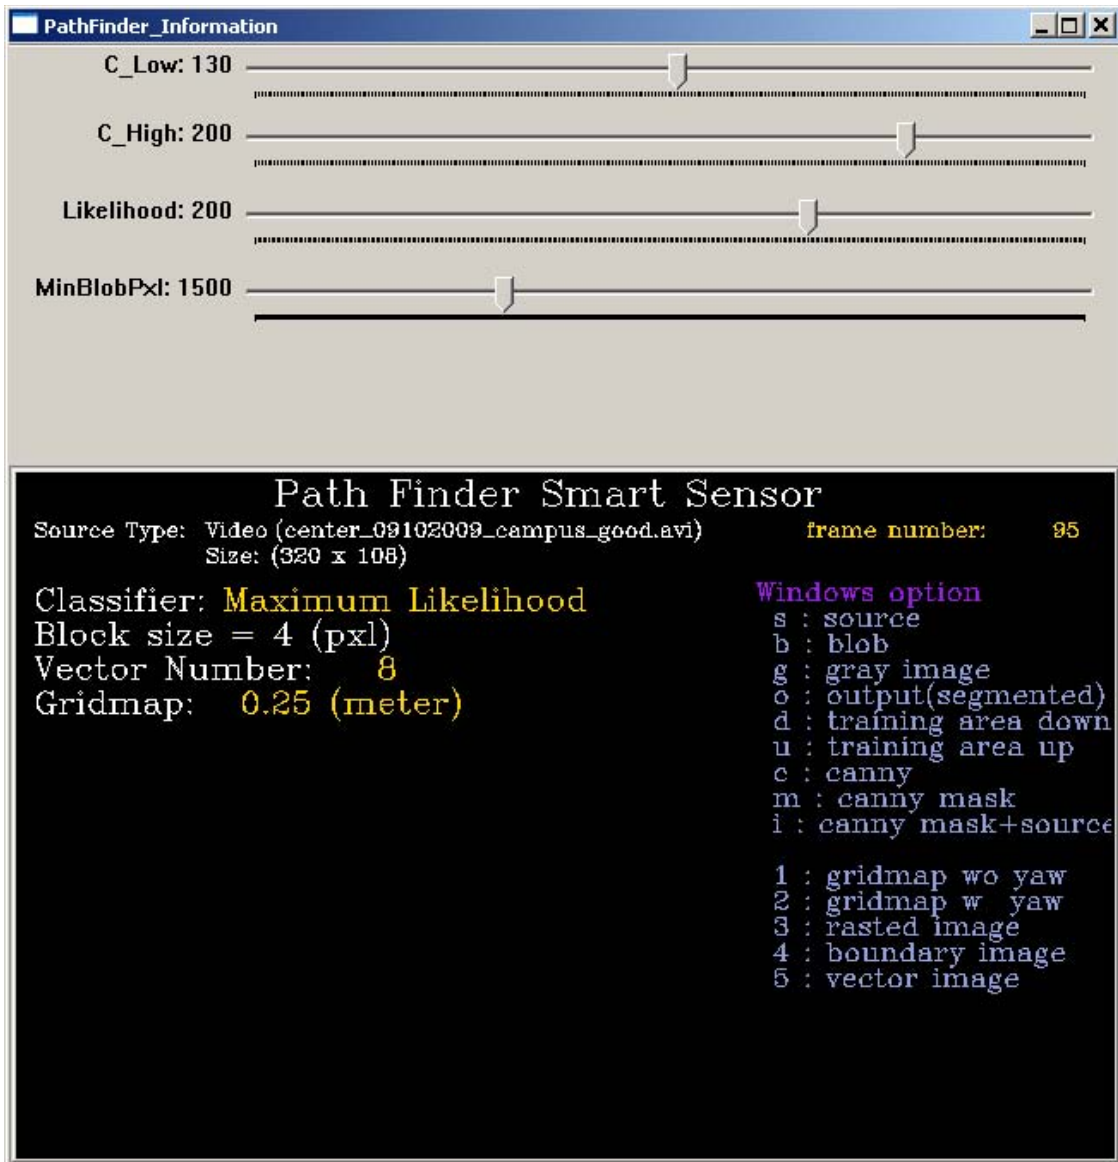 PathFinder_Information
C_Low: 130
C_High: 200
Likelihood: 200
MinBlobPxl: 1500
Path Finder Smart Sensor
Source Type: Video (center_09102009_campus_good.avi)
frame number: 95
Size: (320 x 108)
Classifier: Maximum Likelihood
Block size = 4 (pxl)
Vector Number: 8
Gridmap: 0.25 (meter)
Windows option
s : source
b : blob
g : gray image
o : output(segmented)
d : training area down
u : training area up
c : canny
m : canny mask
i : canny mask+source
1 : gridmap wo yaw
2 : gridmap w yaw
3 : rasted image
4 : boundary image
5 : vector image